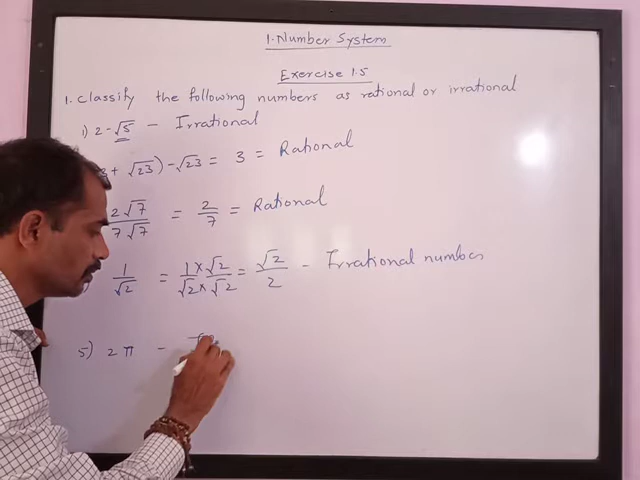 1. Number System
Exercise 1.5
1. Classify the following numbers as rational or irrational
1) 2 - √5 - Irrational
+ √23) - √23 = 3 = Rational
2√7 / 7√7 = 2/7 = Rational
1/√2 = 1×√2 / √2×√2 = √2/2 - Irrational number
5) 2π -